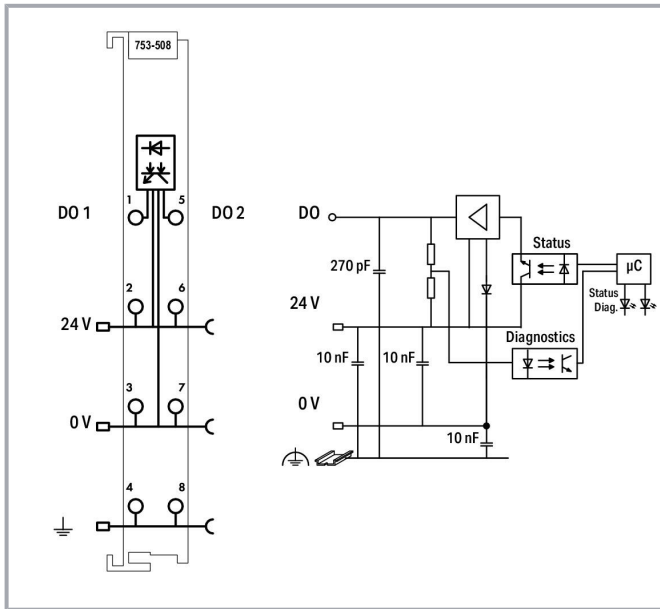 753-508
1 5
DO 1 DO 2
2 6
24 V
3 7
0 V
4 8
DO
270 pF
Status
µC
Status
Diag.
24 V
Diagnostics
10 nF 10 nF
0 V
10 nF